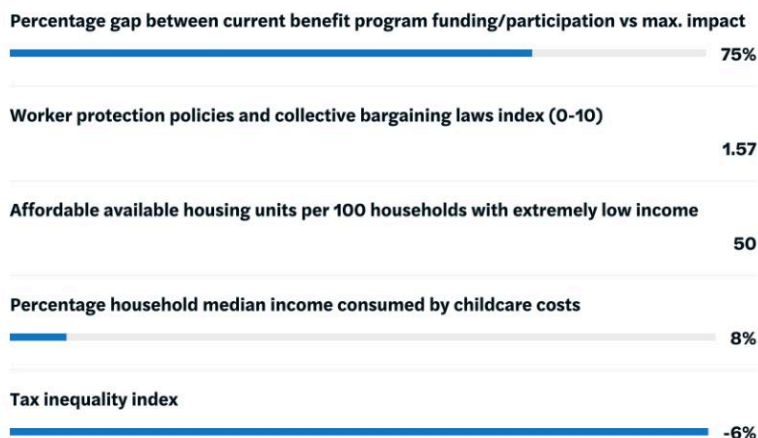 Percentage gap between current benefit program funding/participation vs max. impact
75%
Worker protection policies and collective bargaining laws index (0-10)
1.57
Affordable available housing units per 100 households with extremely low income
50
Percentage household median income consumed by childcare costs
8%
Tax inequality index
-6%